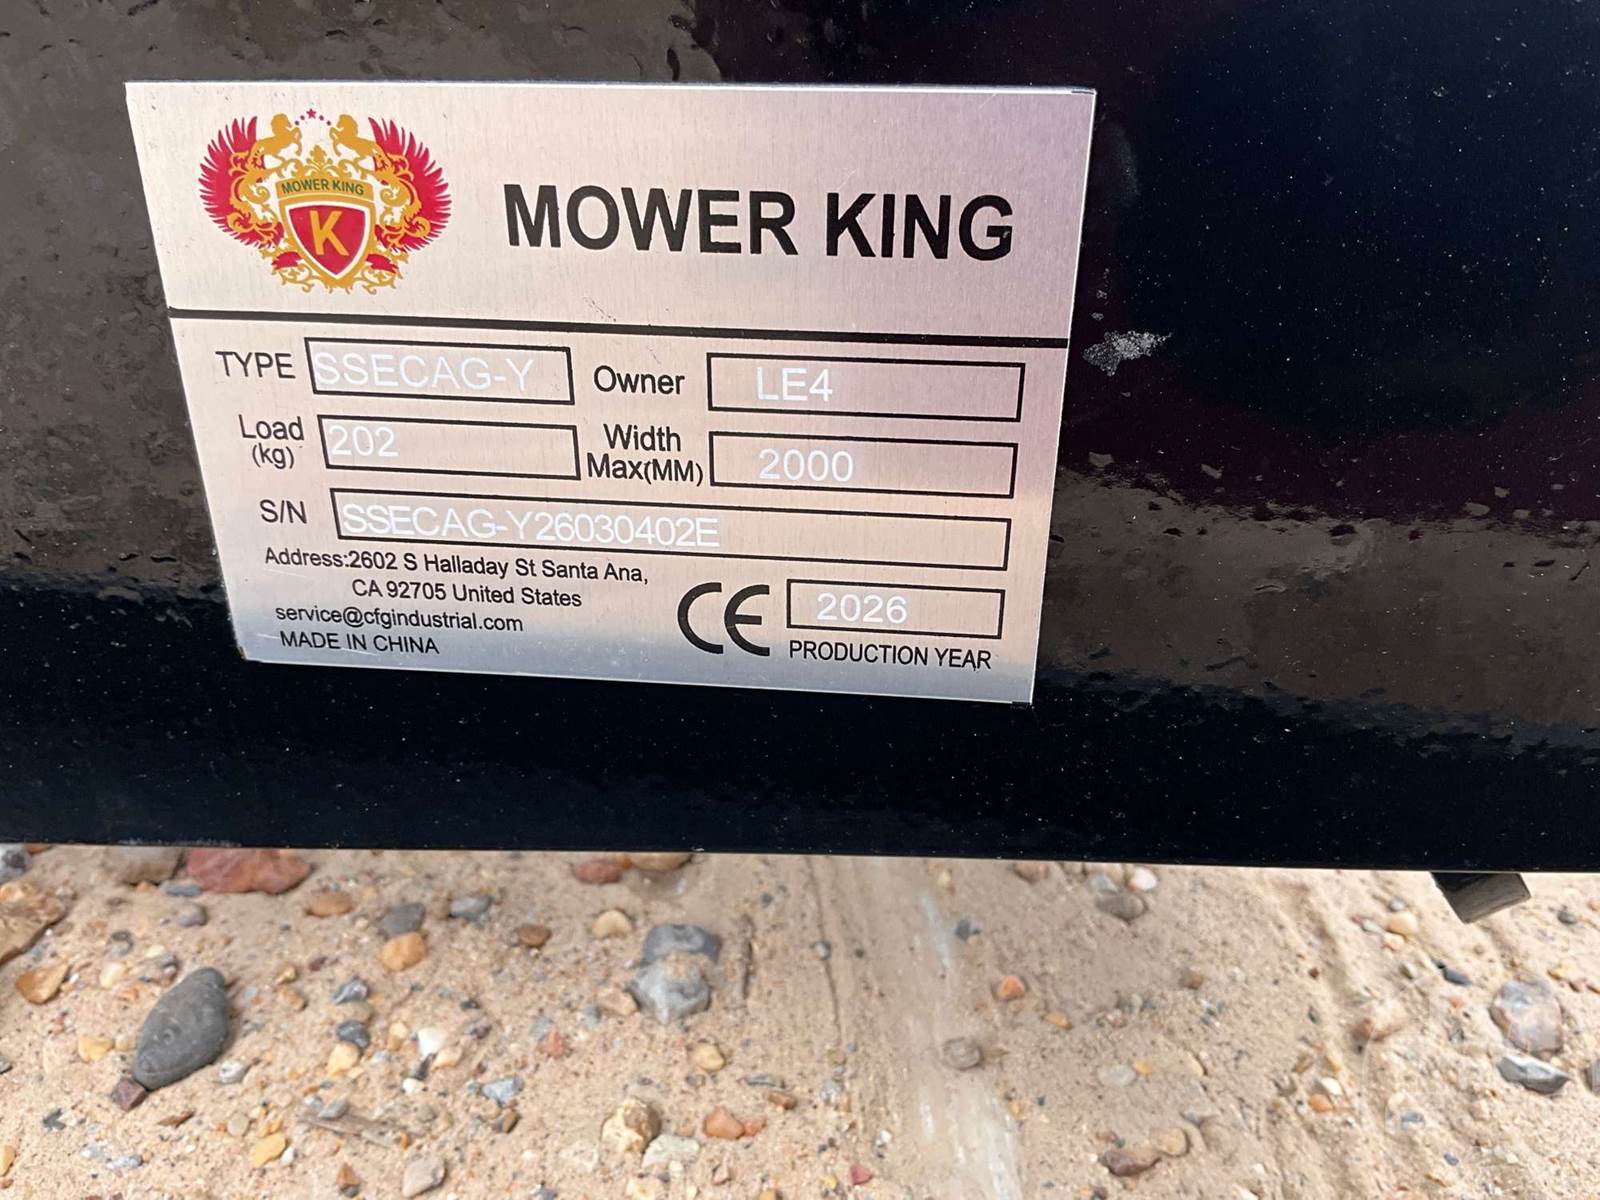 MOWER KING
K
MOWER KING
TYPE SSECAG-Y Owner LE4
Load (kg) 202 Width Max(MM) 2000
S/N SSECAG-Y26030402E
Address:2602 S Halladay St Santa Ana,
CA 92705 United States
service@cfgindustrial.com
MADE IN CHINA
CE 2026
PRODUCTION YEAR